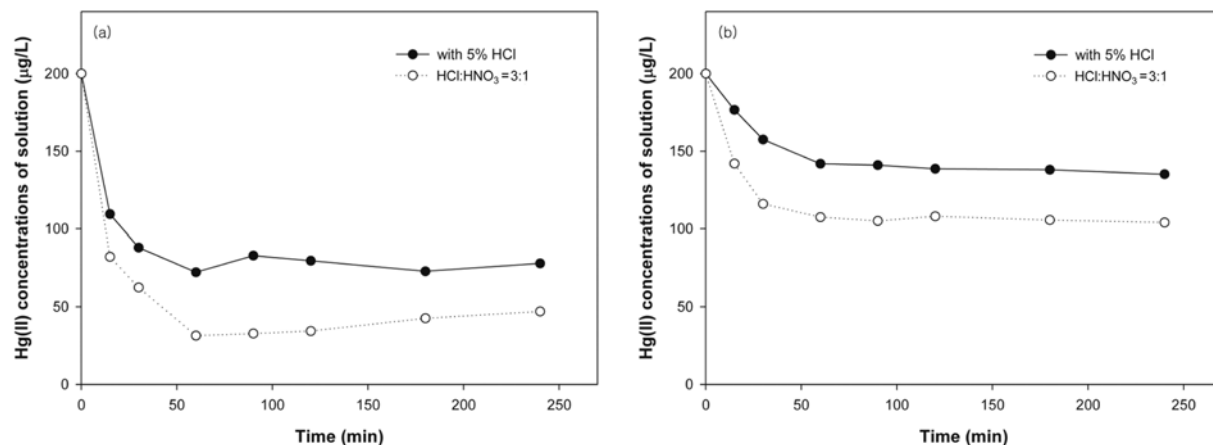 (a)
with 5% HCl
HCl:HNO₃=3:1
Hg(II) concentrations of solution (μg/L)
200
150
100
50
0
0 50 100 150 200 250
Time (min)
(b)
with 5% HCl
HCl:HNO₃=3:1
Hg(II) concentrations of solution (μg/L)
200
150
100
50
0
0 50 100 150 200 250
Time (min)